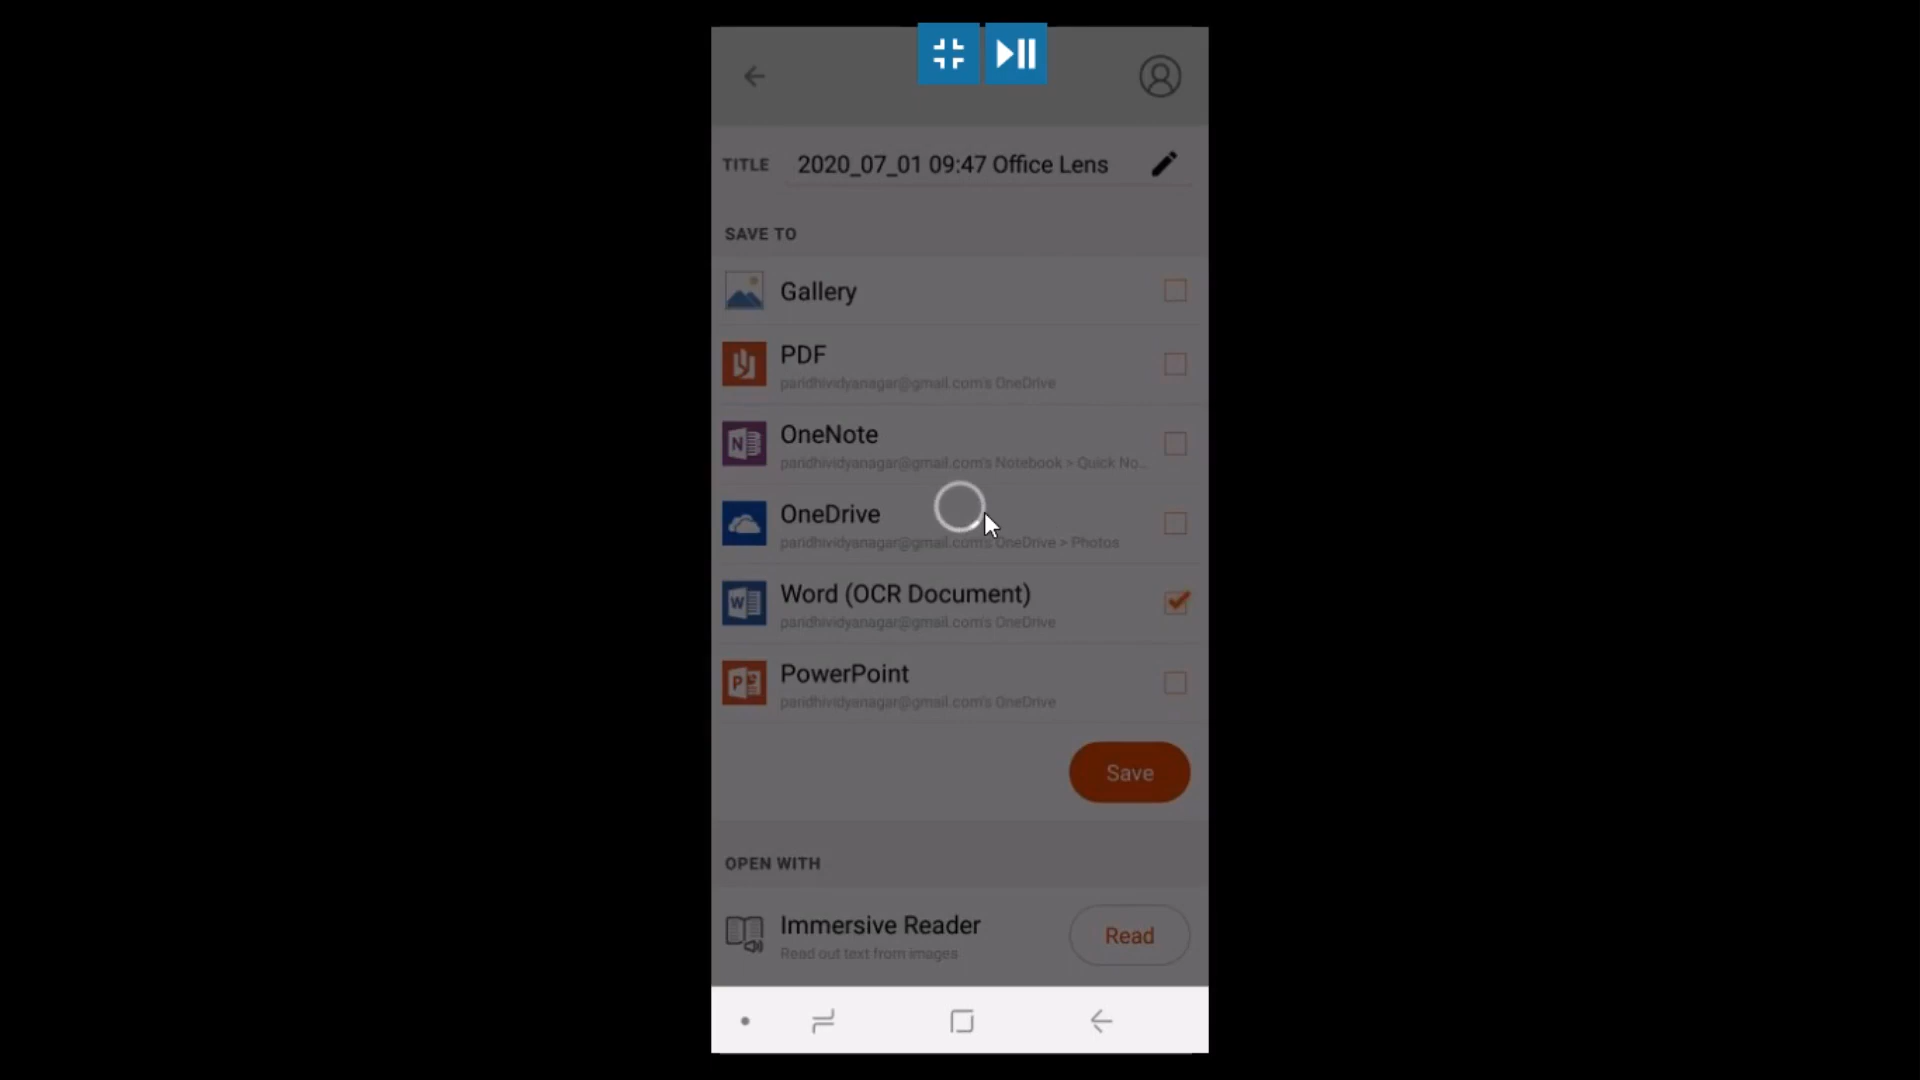 TITLE 2020_07_01 09:47 Office Lens
SAVE TO
Gallery
PDF
paridhividyanagar@gmail.com's OneDrive
OneNote
paridhividyanagar@gmail.com's Notebook > Quick No...
OneDrive
paridhividyanagar@gmail.com's OneDrive > Photos
Word (OCR Document)
paridhividyanagar@gmail.com's OneDrive
PowerPoint
paridhividyanagar@gmail.com's OneDrive
Save
OPEN WITH
Immersive Reader
Read out text from images
Read